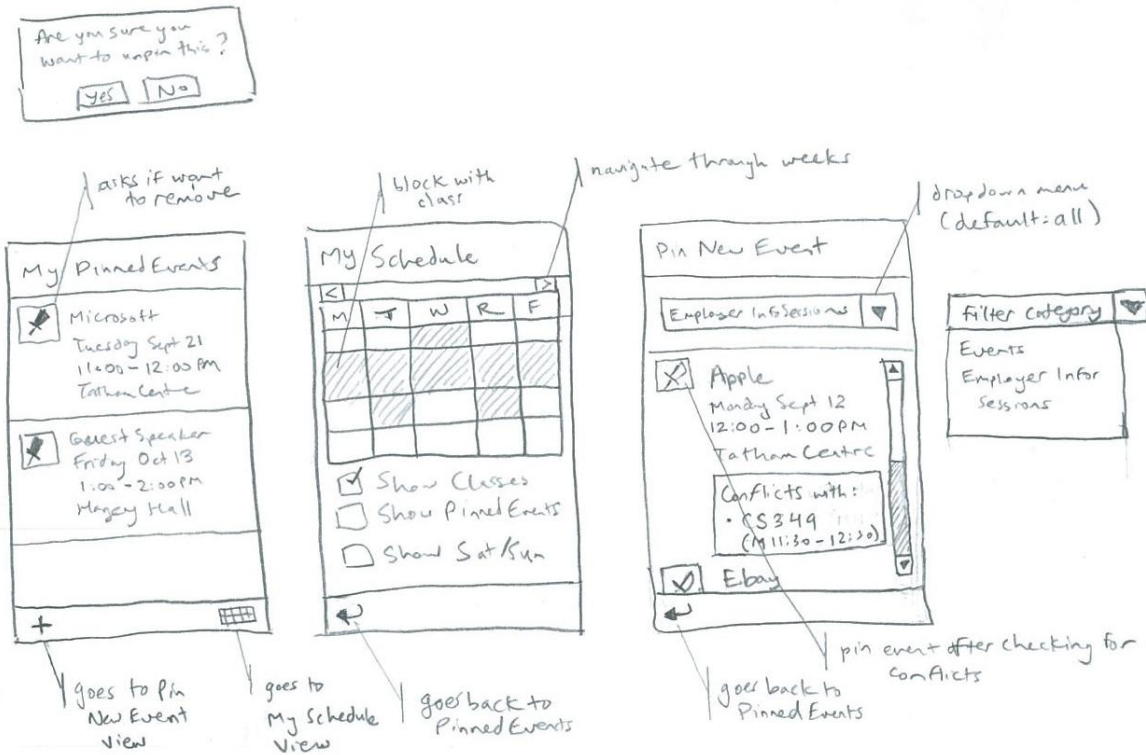 Are you sure you
want to unpin this?
Yes
No
asks if want
to remove
My Pinned Events
Microsoft
Tuesday Sept 21
11:00 - 12:00 PM
Tatham Centre
Guest Speaker
Friday Oct 13
1:00 - 2:00 PM
Hagey Hall
+
goes to Pin
New Event
View
goes to
My Schedule
View
block with
class
navigate through weeks
My Schedule
<
>
M T W R F
Show Classes
Show Pinned Events
Show Sat/Sun
goes back to
Pinned Events
dropdown menu
(default: all)
Pin New Event
Employer InfoSessions
Apple
Monday Sept 12
12:00 - 1:00 PM
Tatham Centre
Conflicts with:
• CS349
(M 11:30 - 12:30)
Ebay
goes back to
Pinned Events
pin event after checking for
conflicts
Filter Category
Events
Employer Infor
sessions